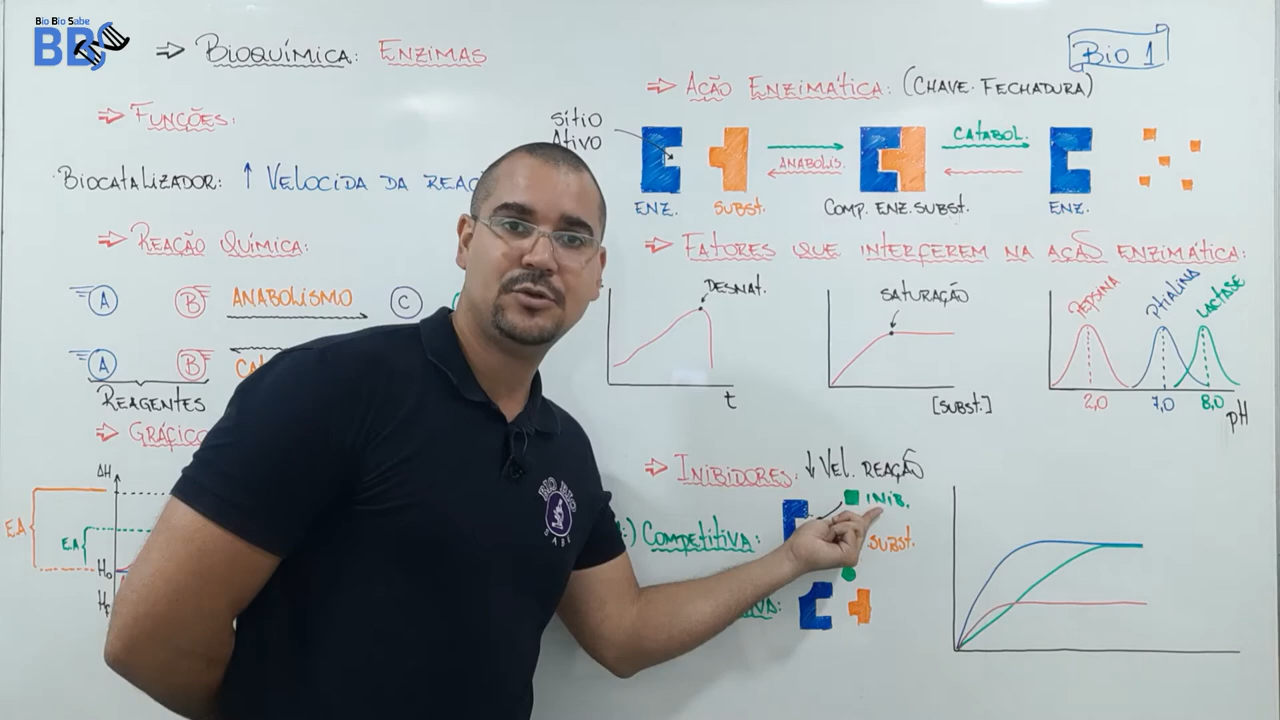 Bio Bio Sabe
BBS
⇒ BIOQUÍMICA: ENZIMAS
BIO 1
⇒ FUNÇÕES:
BIOCATALIZADOR: ↑ VELOCIDA DA
⇒ REAÇÃO QUÍMICA:
A B ANABOLISMO C
A B
REAGENTES
ΔH
EA
EA
H₀
⇒ AÇÃO ENZIMÁTICA: (CHAVE-FECHADURA)
SÍTIO
ATIVO
ANABOLIS.
CATABOL.
ENZ. SUBST. COMP. ENZ.SUBST. ENZ.
⇒ FATORES QUE INTERFEREM NA AÇÃO ENZIMÁTICA:
DESNAT.
t
SATURAÇÃO
[SUBST.]
PEPSINA PTIALINA LACTASE
2,0 7,0 8,0 pH
⇒ INIBIDORES: ↓ VEL. REAÇÃO
INIB.
COMPETITIVA: SUBST.
BIO BIO
SABE